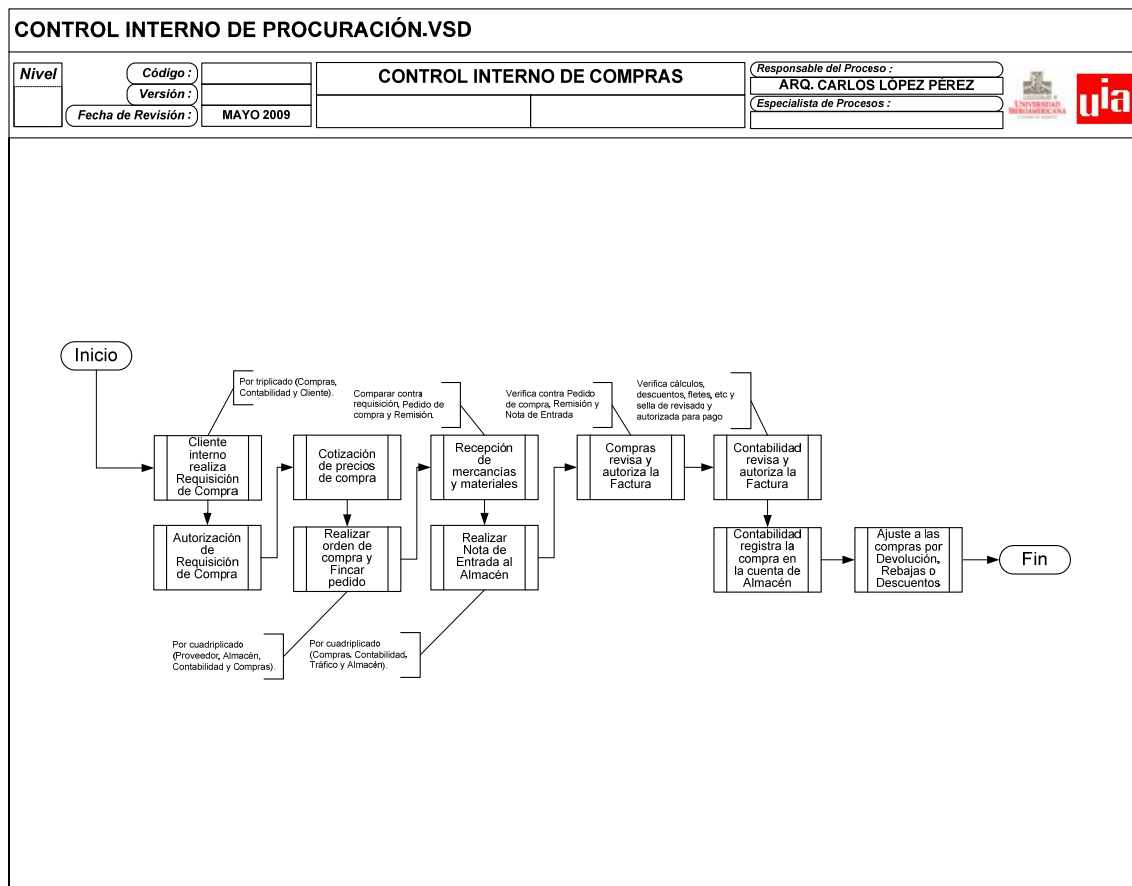 CONTROL INTERNO DE PROCURACIÓN.VSD
Nivel
Código :
Versión :
Fecha de Revisión :
MAYO 2009
CONTROL INTERNO DE COMPRAS
Responsable del Proceso :
ARQ. CARLOS LÓPEZ PÉREZ
Especialista de Procesos :
UNIVERSIDAD
IBEROAMERICANA
uia
Inicio
Por triplicado (Compras,
Contabilidad y Cliente).
Comparar contra
requisición, Pedido de
compra y Remisión.
Verifica contra Pedido
de compra, Remisión y
Nota de Entrada
Verifica cálculos,
descuentos, fletes, etc y
sella de revisado y
autorizada para pago
Cliente
interno
realiza
Requisición
de Compra
Cotización
de precios
de compra
Recepción
de
mercancías
y materiales
Compras
revisa y
autoriza la
Factura
Contabilidad
revisa y
autoriza la
Factura
Autorización
de
Requisición
de Compra
Realizar
orden de
compra y
Fincar
pedido
Realizar
Nota de
Entrada al
Almacén
Contabilidad
registra la
compra en
la cuenta de
Almacén
Ajuste a las
compras por
Devolución,
Rebajas o
Descuentos
Fin
Por cuadriplicado
(Proveedor, Almacén,
Contabilidad y Compras).
Por cuadriplicado
(Compras, Contabilidad,
Tráfico y Almacén).